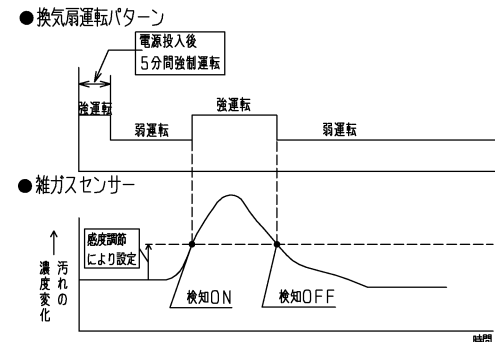 ●換気扇運転パターン
電源投入後
5分間強制運転
強運転
弱運転
強運転
弱運転
●雑ガスセンサー
感度調節
により設定
汚れの
濃度変化
検知ON
検知OFF
時間